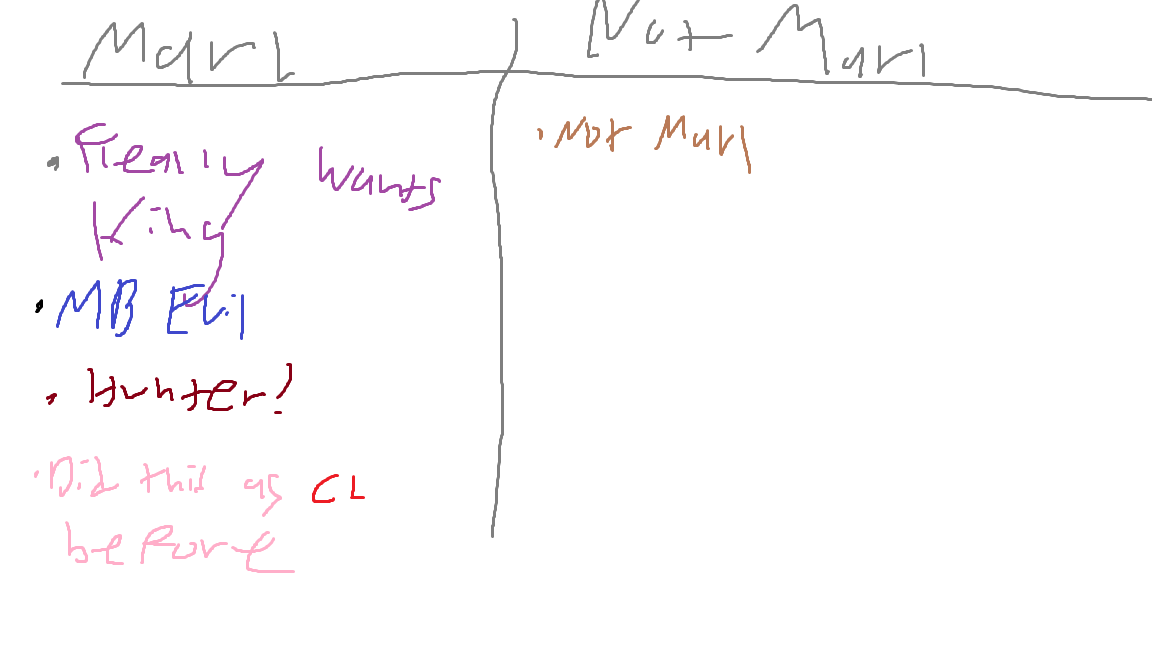 Marl
Not Marl
• Really Wants
King
• MB Evil
• Hunter!
• Did this as CL
before
• Not Marl